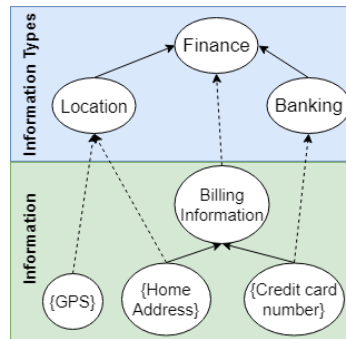 Information Types
Finance
Location
Banking
Information
Billing
Information
{GPS}
{Home
Address}
{Credit card
number}